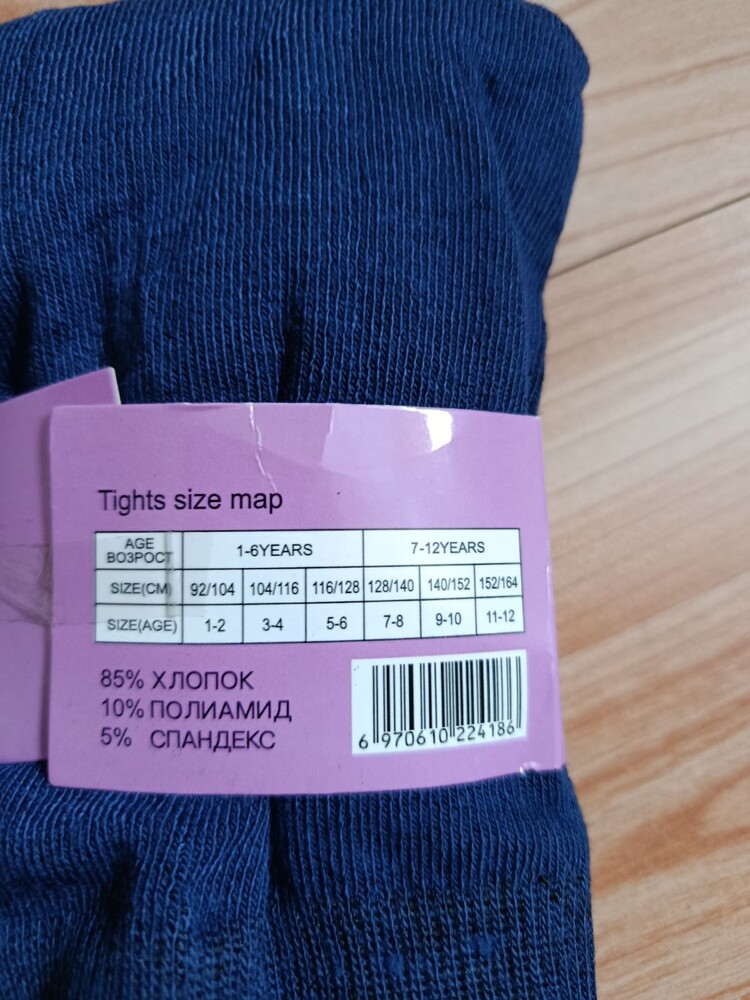 Tights size map
AGE 1-6YEARS 7-12YEARS
ВОЗРОСТ
SIZE(CM) 92/104 104/116 116/128 128/140 140/152 152/164
SIZE(AGE) 1-2 3-4 5-6 7-8 9-10 11-12
85% ХЛОПОК
10% ПОЛИАМИД
5% СПАНДЕКС
6 970610 224186